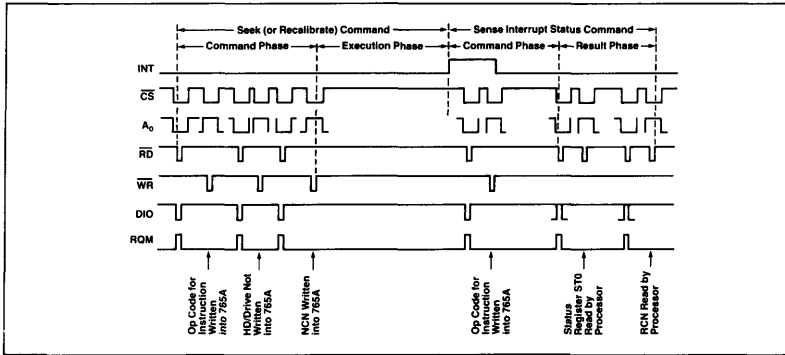 Seek (or Recalibrate) Command
Sense Interrupt Status Command
Command Phase
Execution Phase
Command Phase
Result Phase
INT
CS
A0
RD
WR
DIO
RQM
Op Code for
Instruction
Written
into 765A
HD/Drive Not
Written
into 765A
NCN Written
into 765A
Op Code for
Instruction
Written
into 765A
Status
Register ST0
Read by
Processor
RCN Read by
Processor